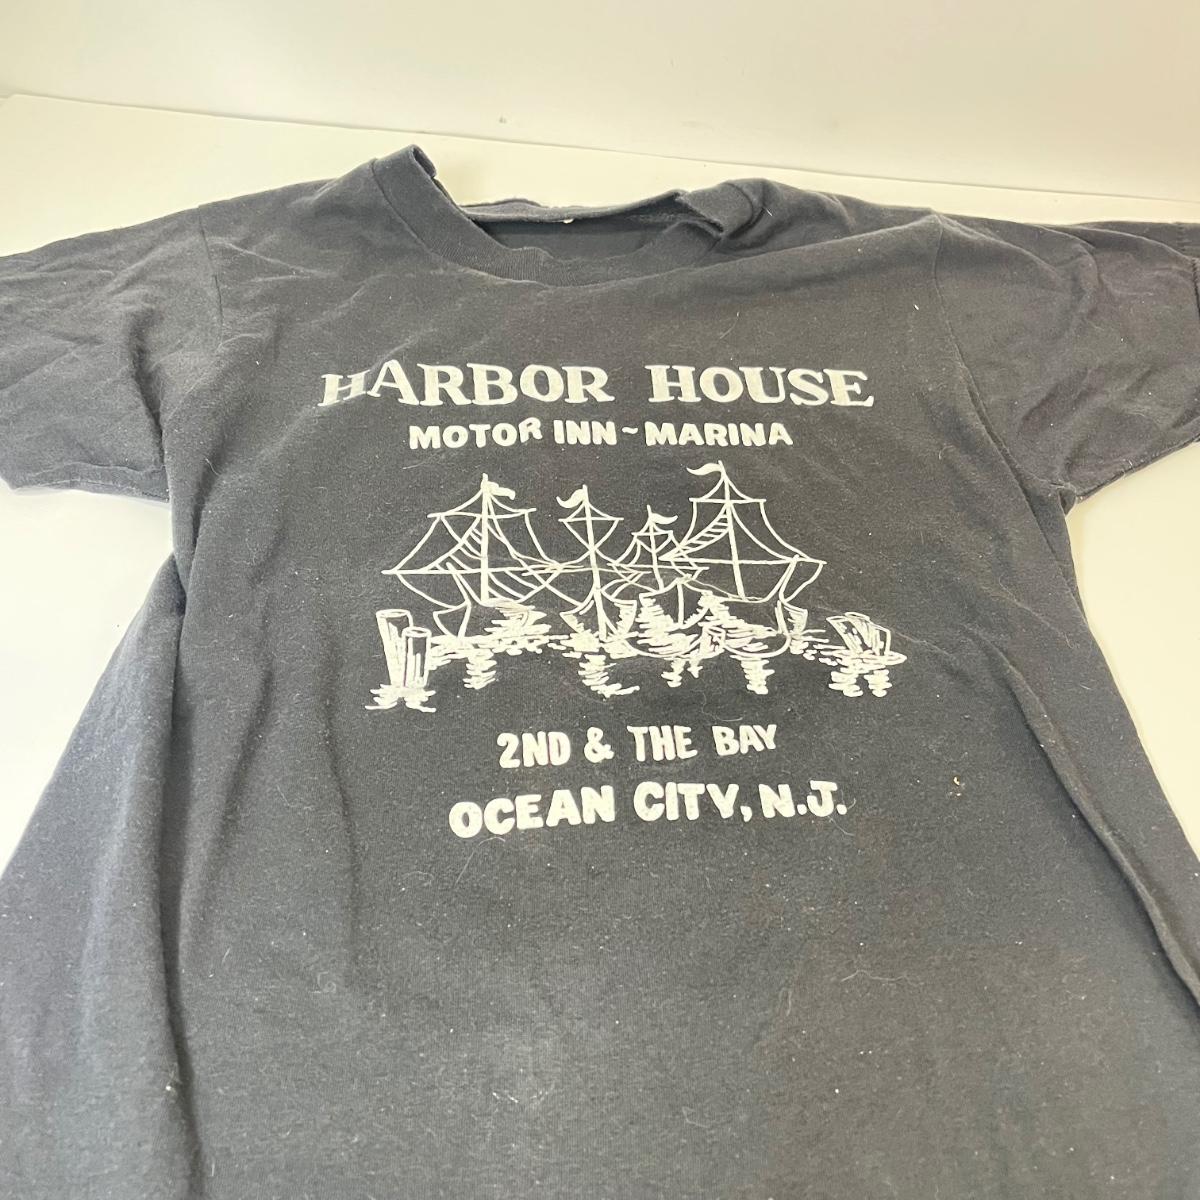 HARBOR HOUSE
MOTOR INN ~ MARINA
2ND & THE BAY
OCEAN CITY, N.J.